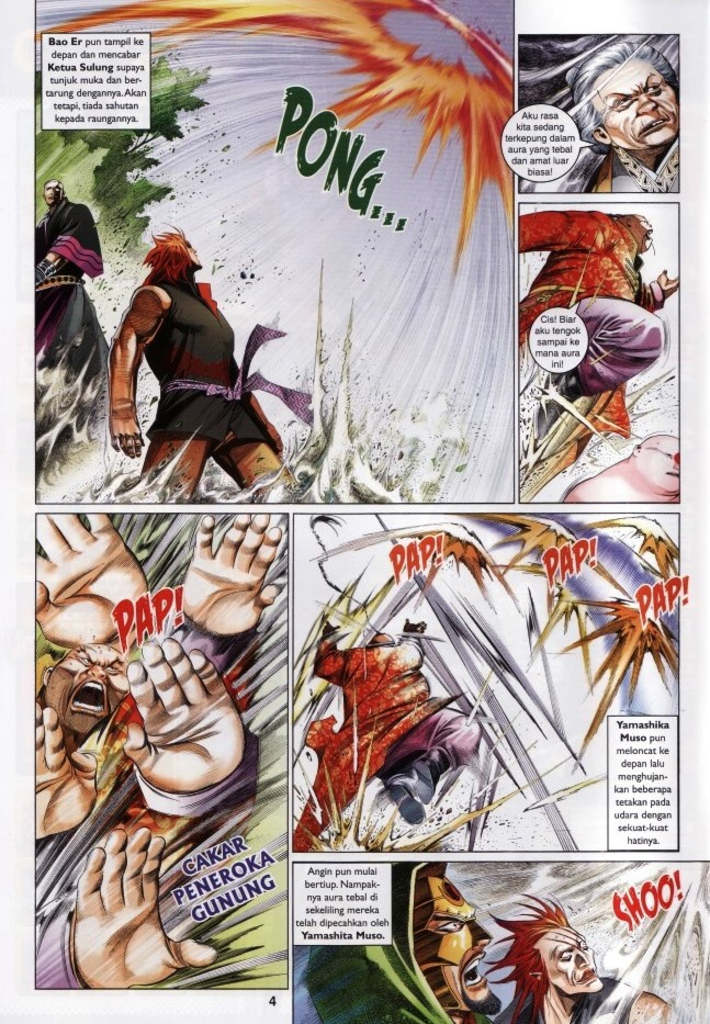 Bao Er pun tampil ke
depan dan mencabar
Ketua Sulung supaya
tunjuk muka dan ber-
tarung dengannya. Akan
tetapi, tiada sahutan
kepada raungannya.
PONG...
Aku rasa
kita sedang
terkepung dalam
aura yang tebal
dan amat luar
biasa!
Cis! Biar
aku tengok
sampai ke
mana aura
ini!
PAP!
CAKAR
PENEROKA
GUNUNG
PAP!
PAP!
PAP!
Yamashika
Muso pun
meloncat ke
depan lalu
menghujan-
kan beberapa
tetakan pada
udara dengan
sekuat-kuat
hatinya.
Angin pun mulai
bertiup. Nampak-
nya aura tebal di
sekeliling mereka
telah dipecahkan oleh
Yamashita Muso.
SHOO!
4